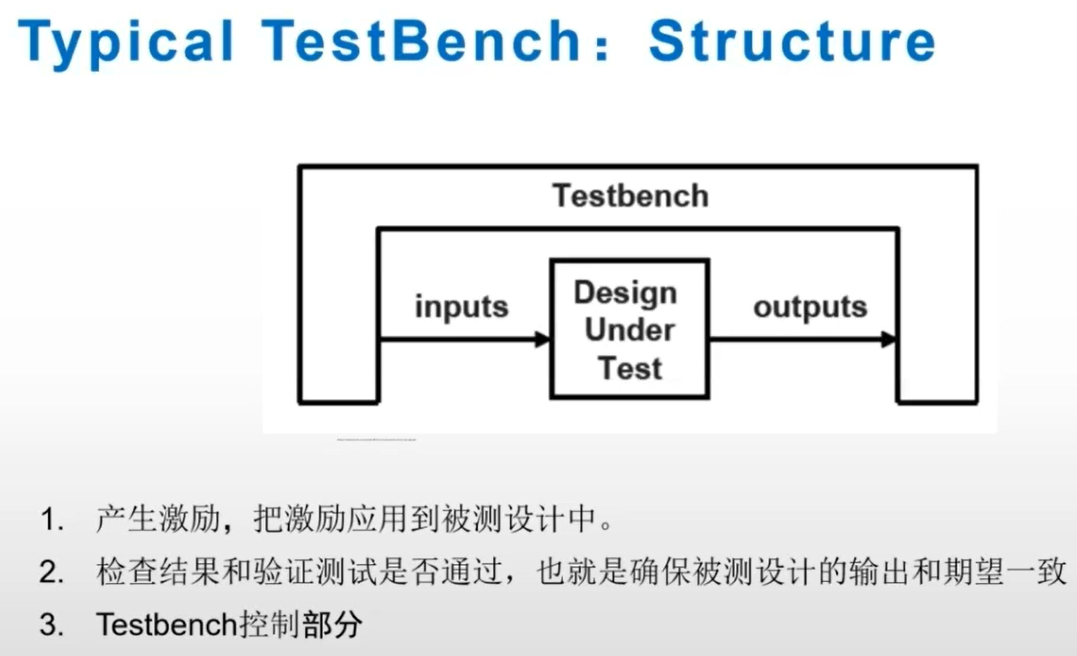 Typical TestBench：Structure
Testbench
inputs
Design
Under
Test
outputs
1. 产生激励，把激励应用到被测设计中。
2. 检查结果和验证测试是否通过，也就是确保被测设计的输出和期望一致
3. Testbench控制部分